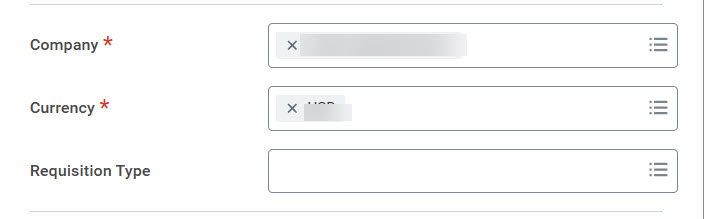 Company *
×
Currency *
×
Requisition Type